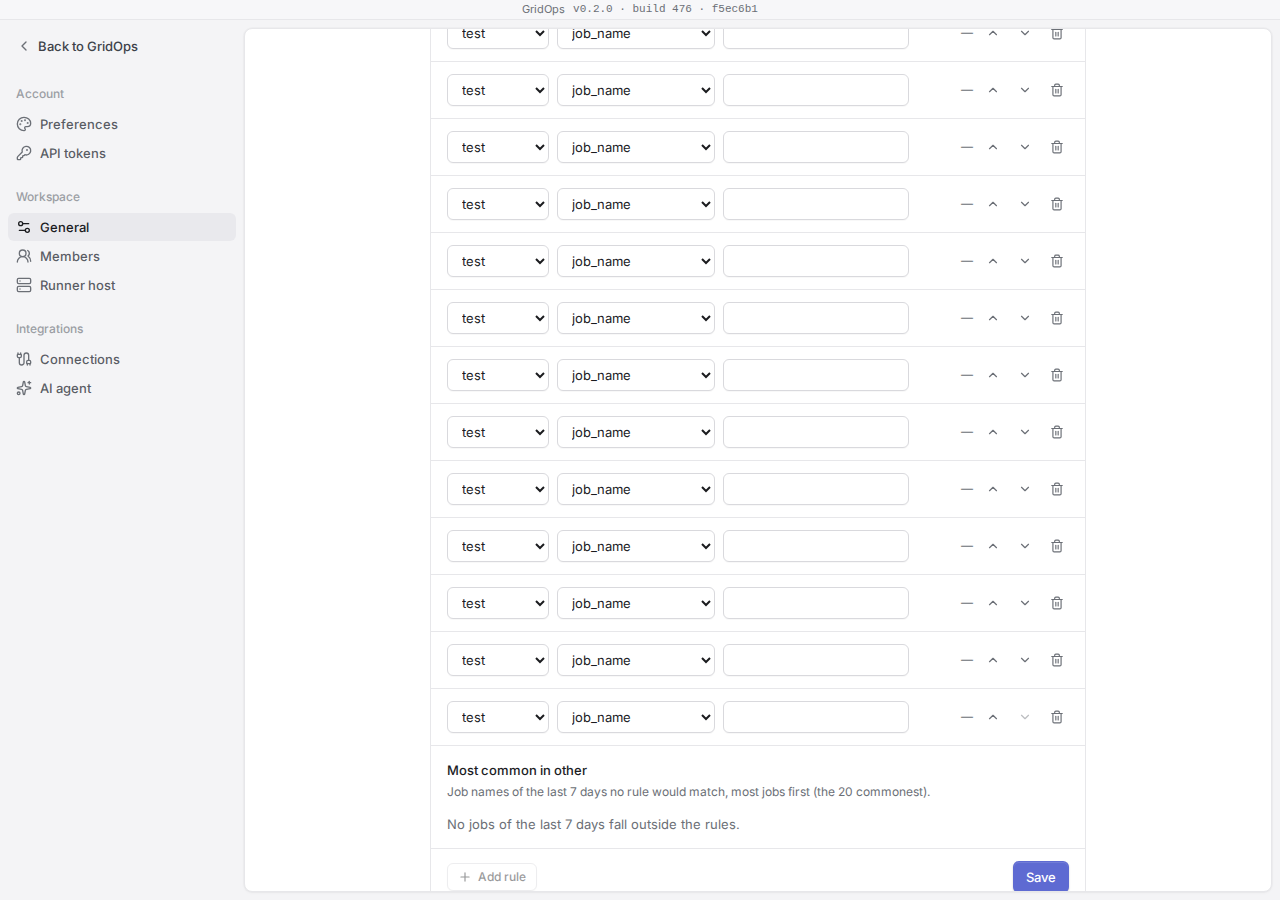 GridOps v0.2.0 · build 476 · f5ec6b1
Back to GridOps
Account
Preferences
API tokens
Workspace
General
Members
Runner host
Integrations
Connections
AI agent
test job_name
test job_name
test job_name
test job_name
test job_name
test job_name
test job_name
test job_name
test job_name
test job_name
test job_name
test job_name
test job_name
Most common in other
Job names of the last 7 days no rule would match, most jobs first (the 20 commonest).
No jobs of the last 7 days fall outside the rules.
Add rule Save